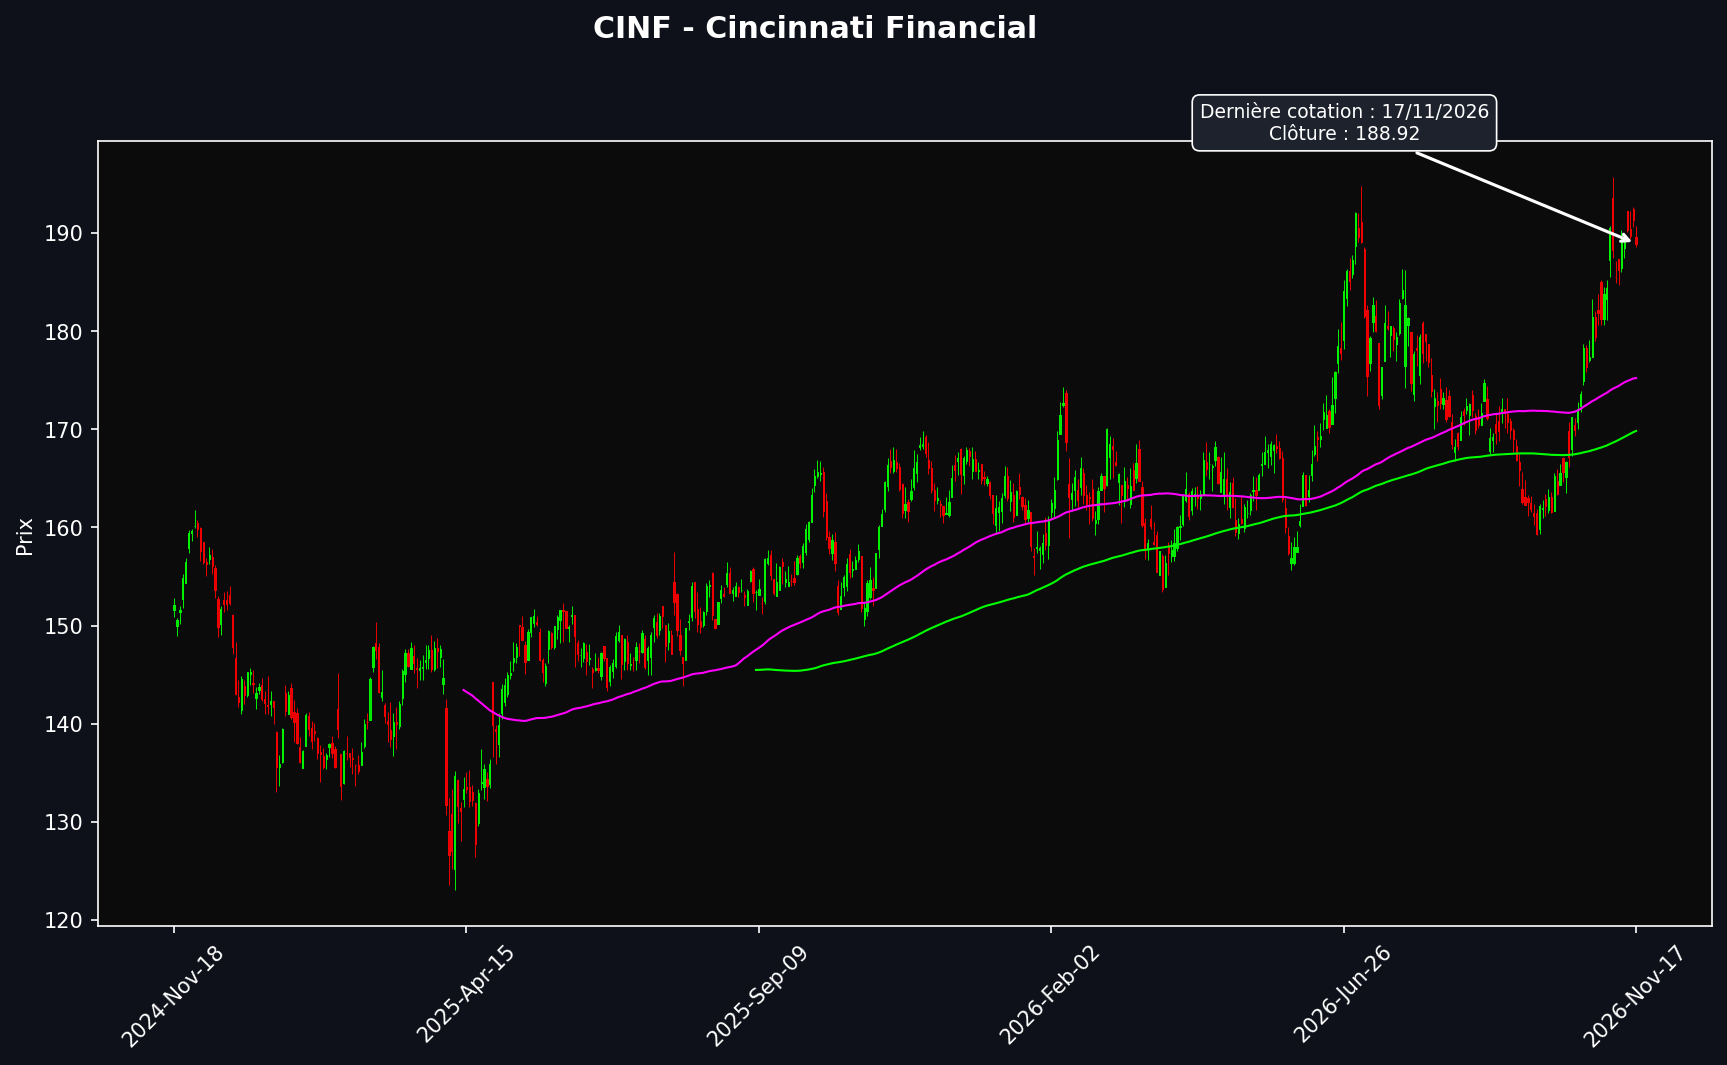 CINF - Cincinnati Financial
Dernière cotation : 17/11/2026
Clôture : 188.92
Prix
190
180
170
160
150
140
130
120
2024-Nov-18
2025-Apr-15
2025-Sep-09
2026-Feb-02
2026-Jun-26
2026-Nov-17